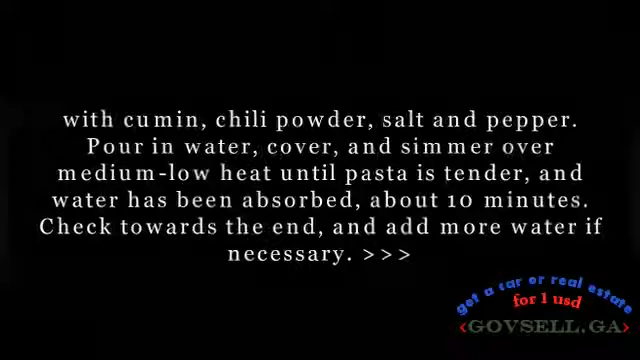 with cumin, chili powder, salt and pepper.
Pour in water, cover, and simmer over
medium-low heat until pasta is tender, and
water has been absorbed, about 10 minutes.
Check towards the end, and add more water if
necessary. >>>
got a car or real estate
for 1 usd
<GOVSELL.GA>